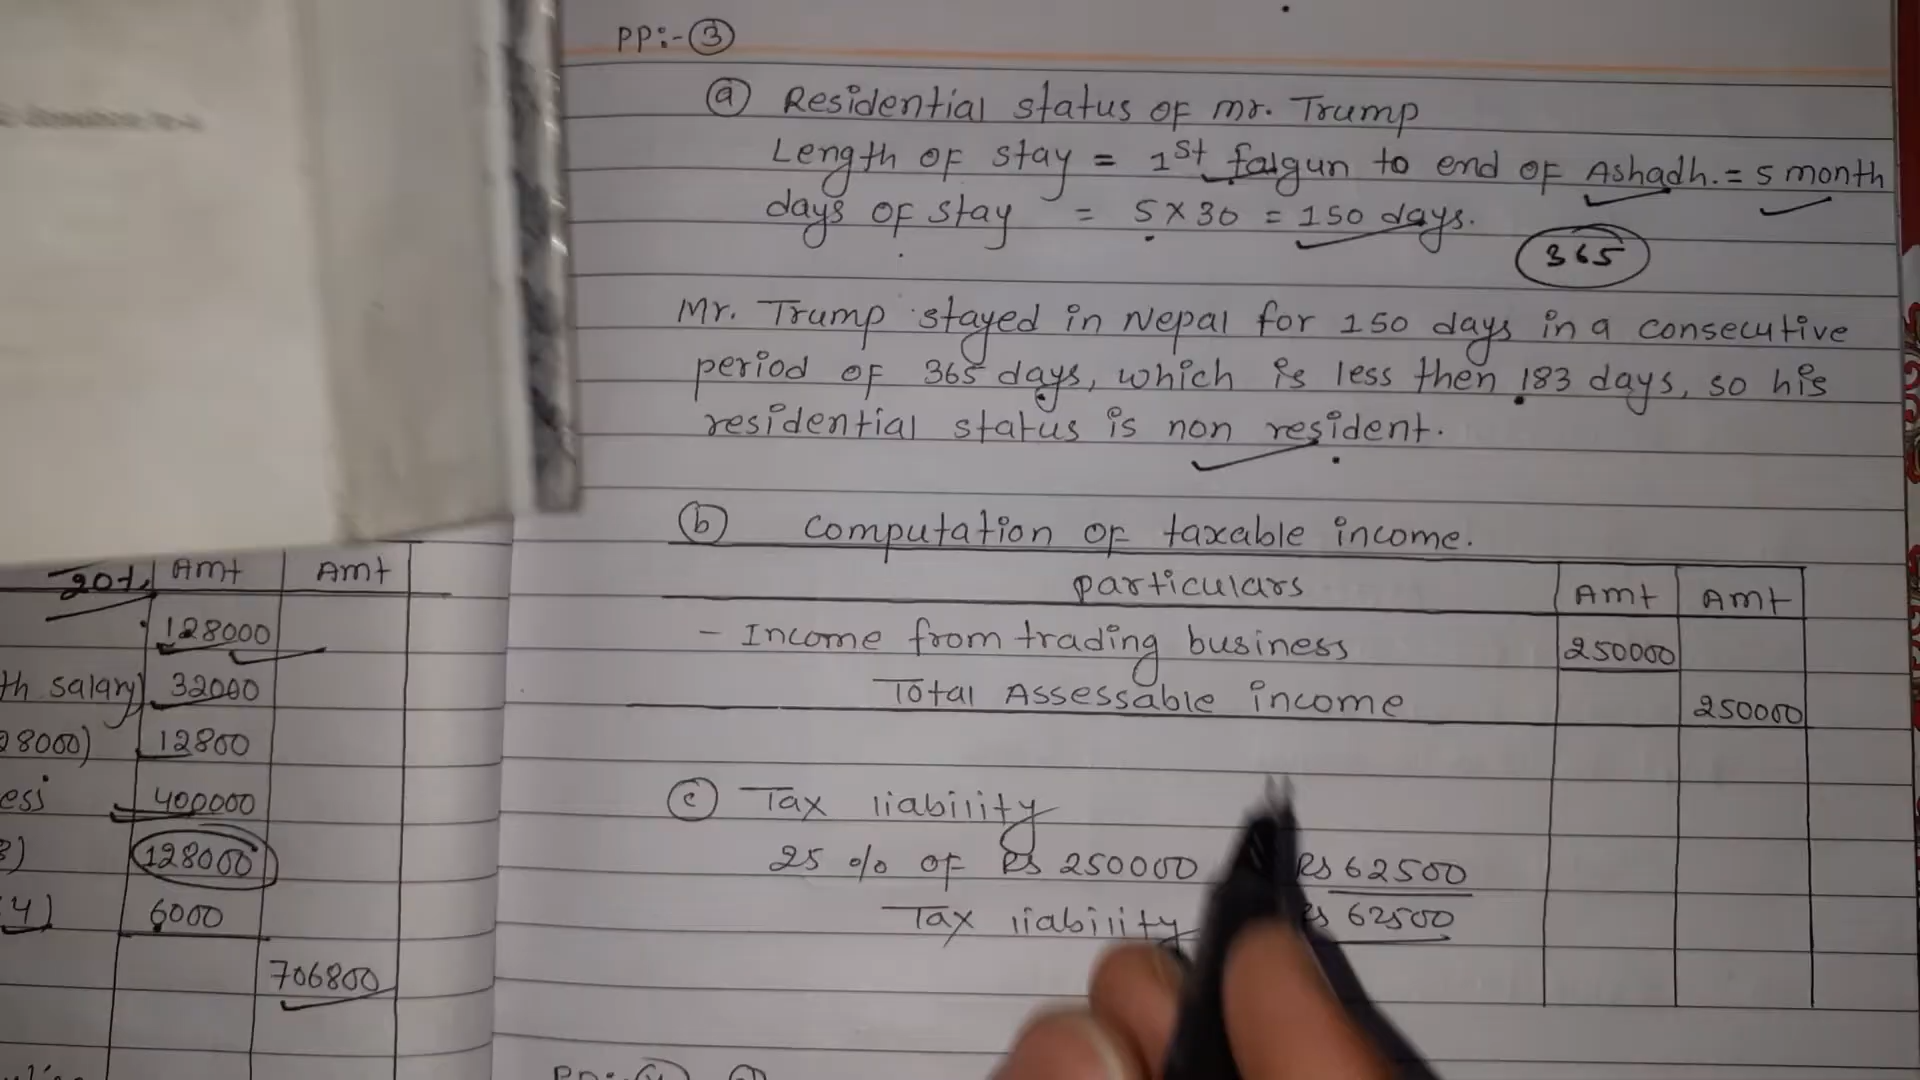 PP:- 3
a Residential status of mr. Trump
Length of stay = 1st falgun to end of Ashadh. = 5 month
days of stay = 5 x 30 = 150 days.
365
Mr. Trump stayed in Nepal for 150 days in a consecutive
period of 365 days, which is less then 183 days, so his
residential status is non resident.
b Computation of taxable income.
particulars Amt Amt
- Income from trading business 250000
Total Assessable income 250000
c Tax liability
25 % of Rs 250000 Rs 62500
Tax liability Rs 62500
20% Amt Amt
128000
th salary) 32000
28000) 12800
ess 400000
3) 128000
4) 6000
706800